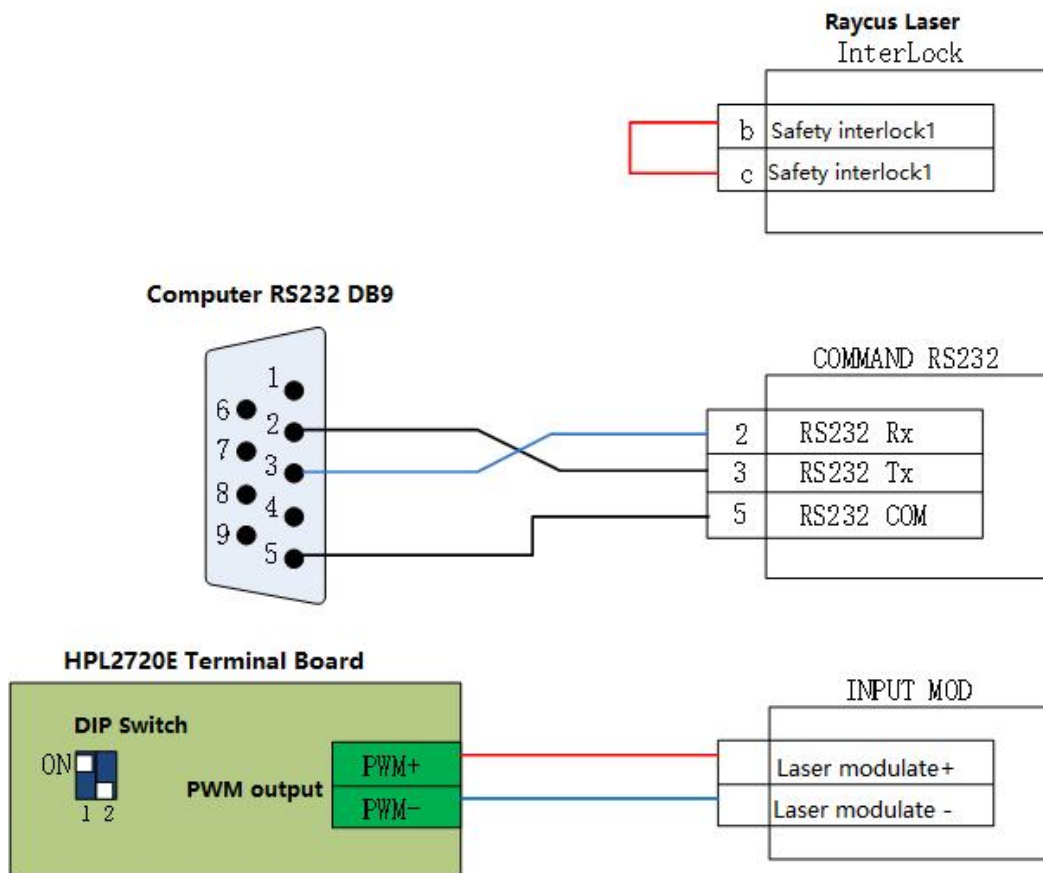 Raycus Laser
InterLock
b Safety interlock1
c Safety interlock1
Computer RS232 DB9
COMMAND RS232
1
6
2
7
3
8
4
9
5
2 RS232 Rx
3 RS232 Tx
5 RS232 COM
HPL2720E Terminal Board
INPUT MOD
DIP Switch
ON
1 2
PWM output
PWM+
PWM-
Laser modulate+
Laser modulate -